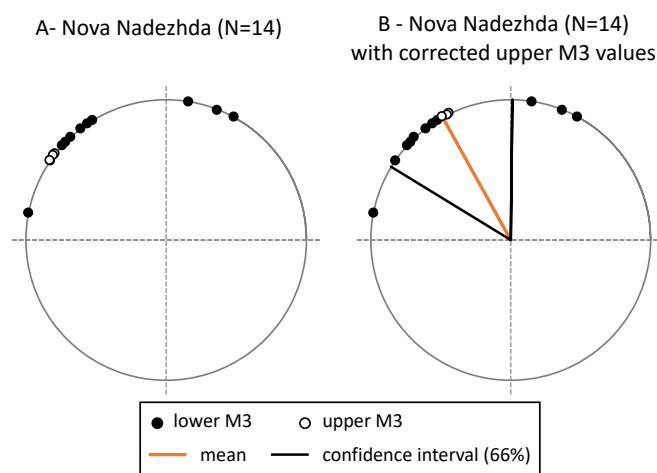 A- Nova Nadezhda (N=14)
B - Nova Nadezhda (N=14)
with corrected upper M3 values
lower M3
upper M3
mean
confidence interval (66%)